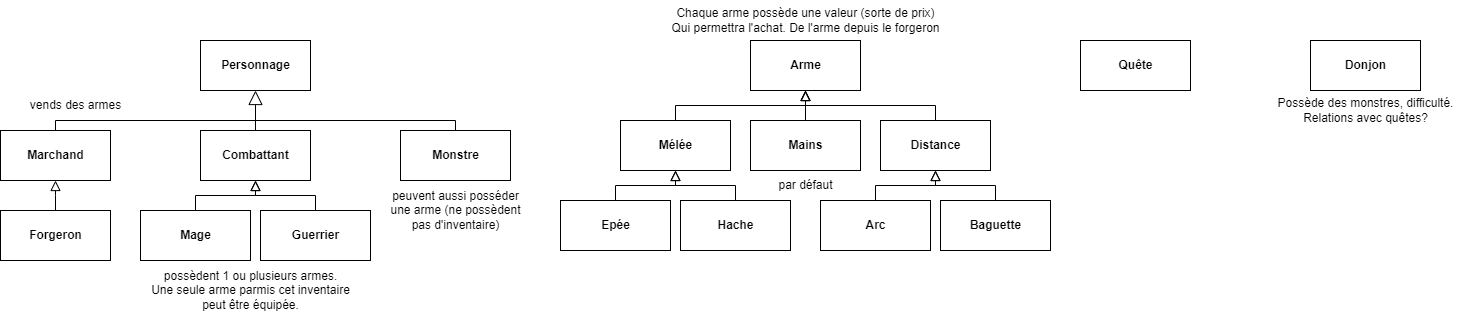 Chaque arme possède une valeur (sorte de prix)
Qui permettra l'achat. De l'arme depuis le forgeron
Personnage
Arme
Quête
Donjon
vends des armes
Possède des monstres, difficulté.
Relations avec quêtes?
Marchand
Combattant
Monstre
Mêlée
Mains
Distance
par défaut
peuvent aussi posséder
une arme (ne possèdent
pas d'inventaire)
Forgeron
Mage
Guerrier
Epée
Hache
Arc
Baguette
possèdent 1 ou plusieurs armes.
Une seule arme parmis cet inventaire
peut être équipée.